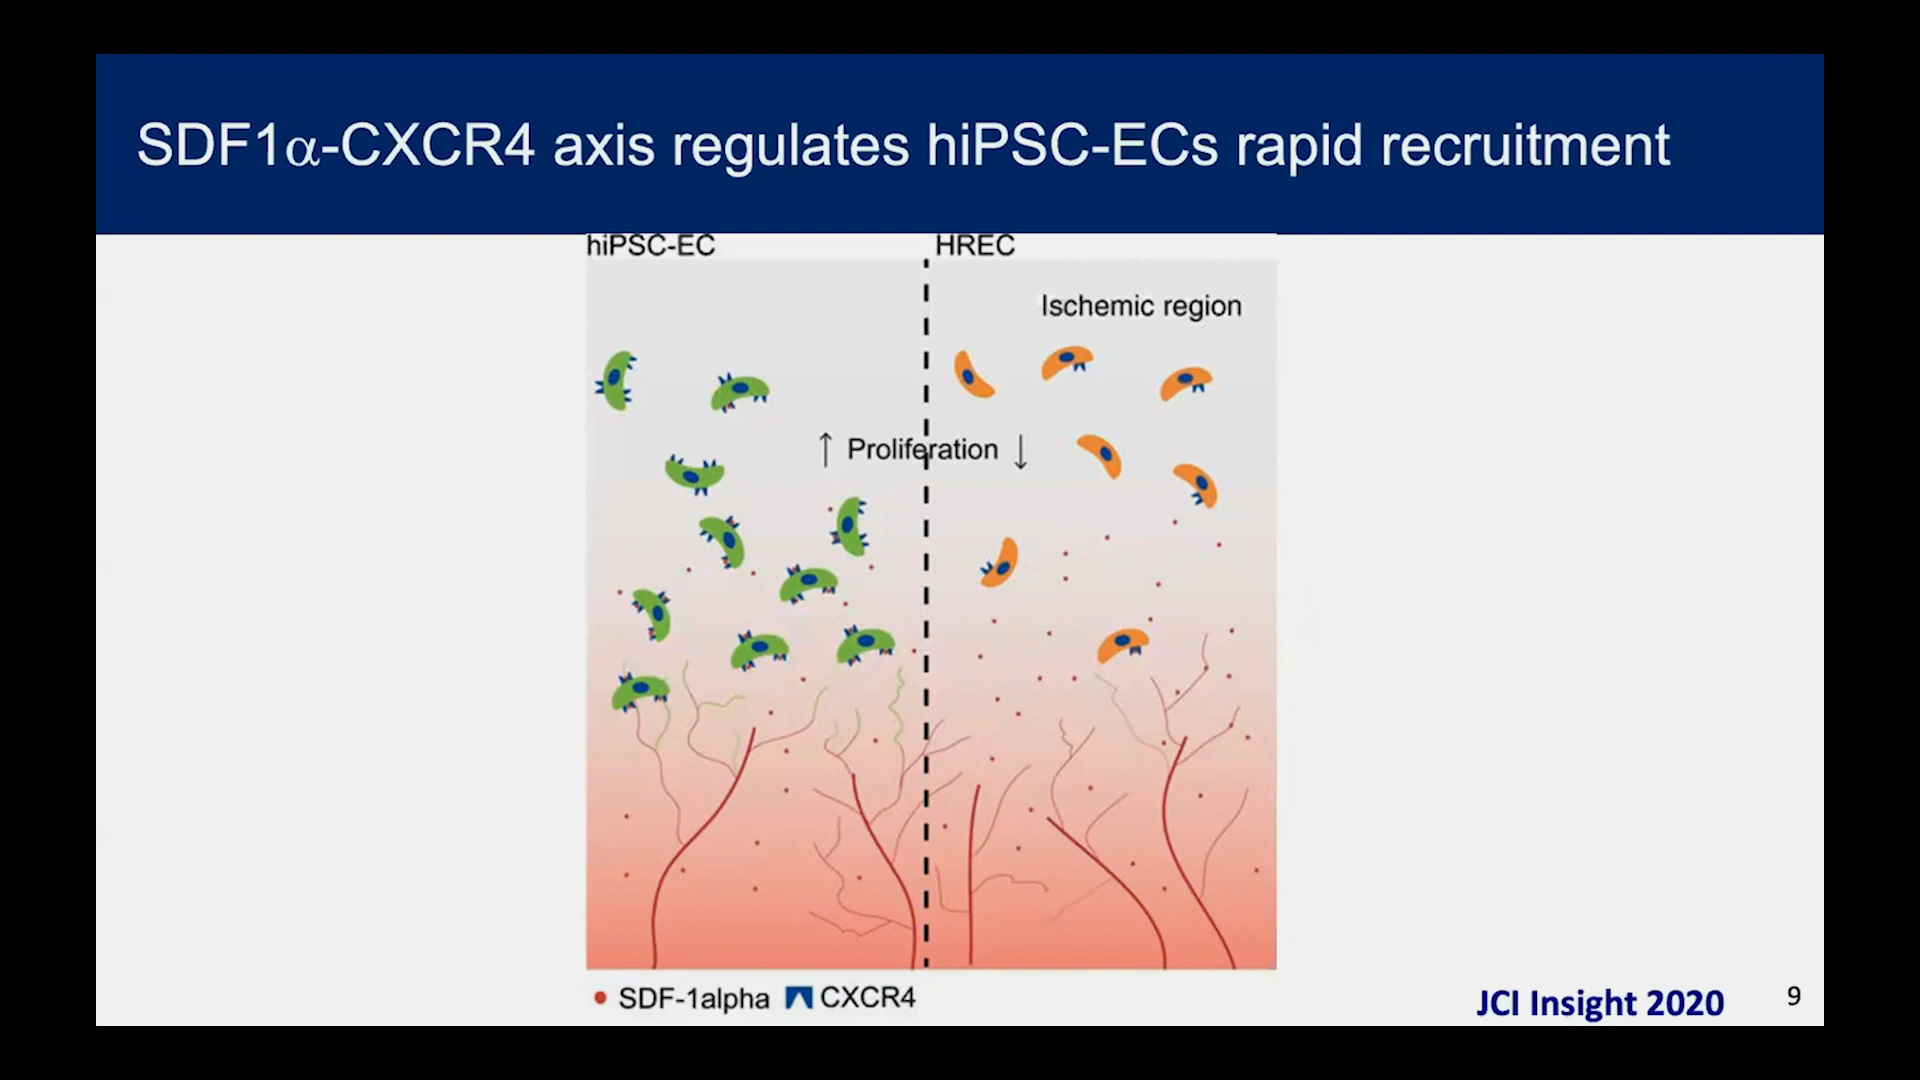 SDF1α-CXCR4 axis regulates hiPSC-ECs rapid recruitment
hiPSC-EC
HREC
Ischemic region
↑ Proliferation ↓
SDF-1alpha
CXCR4
JCI Insight 2020
9